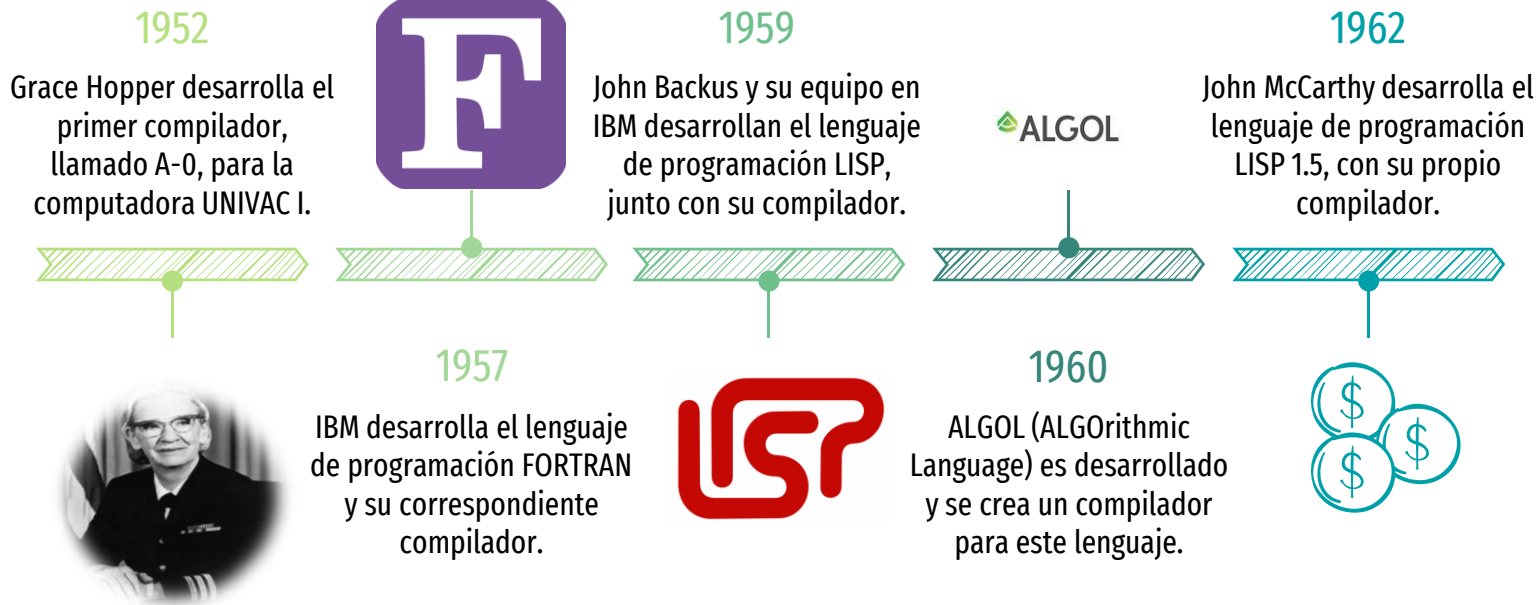 1952
Grace Hopper desarrolla el
primer compilador,
llamado A-0, para la
computadora UNIVAC I.
F
1957
IBM desarrolla el lenguaje
de programación FORTRAN
y su correspondiente
compilador.
1959
John Backus y su equipo en
IBM desarrollan el lenguaje
de programación LISP,
junto con su compilador.
LISP
ALGOL
1960
ALGOL (ALGOrithmic
Language) es desarrollado
y se crea un compilador
para este lenguaje.
1962
John McCarthy desarrolla el
lenguaje de programación
LISP 1.5, con su propio
compilador.
$
$
$